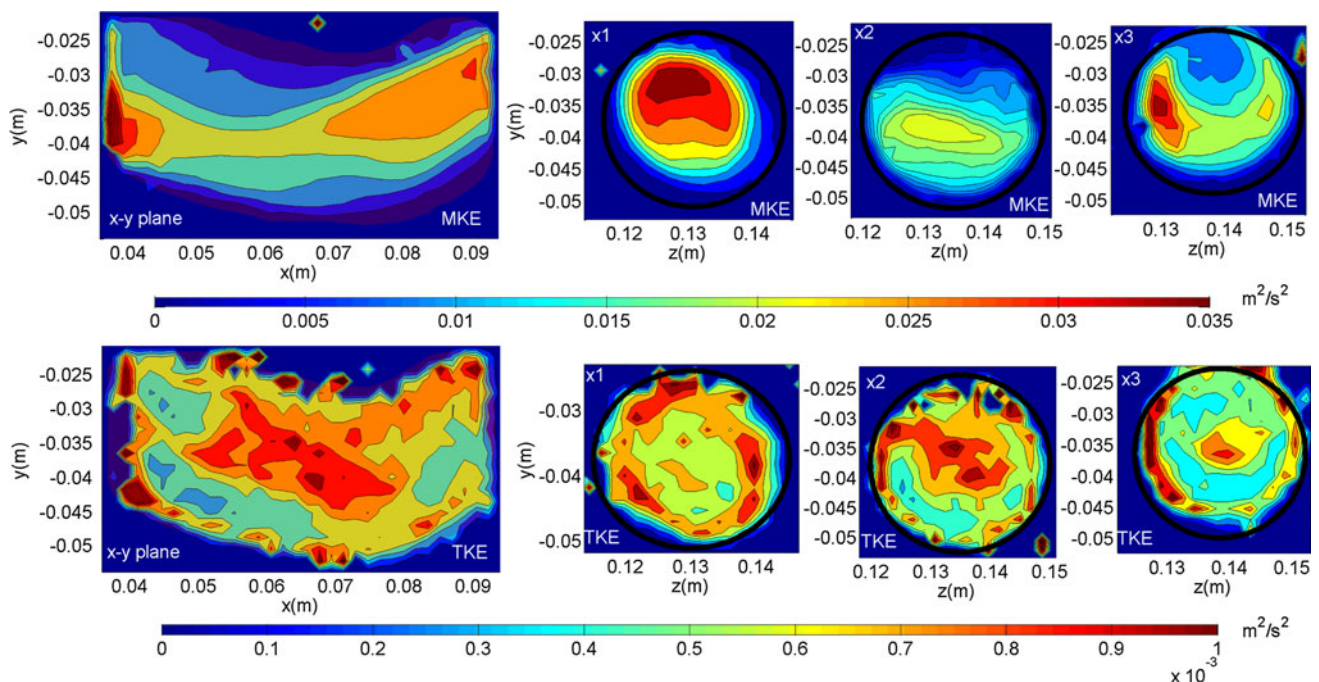 y(m)
-0.025
-0.03
-0.035
-0.04
-0.045
-0.05
x-y plane
MKE
0.04 0.05 0.06 0.07 0.08 0.09
x(m)
y(m)
-0.03
-0.04
-0.05
x1
MKE
0.12 0.13 0.14
z(m)
-0.025
-0.03
-0.035
-0.04
-0.045
-0.05
x2
MKE
0.12 0.13 0.14 0.15
z(m)
y(m)
-0.025
-0.03
-0.035
-0.04
-0.045
-0.05
x3
MKE
0.13 0.14 0.15
z(m)
m²/s²
0 0.005 0.01 0.015 0.02 0.025 0.03 0.035
y(m)
-0.025
-0.03
-0.035
-0.04
-0.045
-0.05
x-y plane
TKE
0.04 0.05 0.06 0.07 0.08 0.09
x(m)
y(m)
-0.03
-0.04
-0.05
x1
TKE
0.12 0.13 0.14
z(m)
-0.025
-0.03
-0.035
-0.04
-0.045
-0.05
x2
TKE
0.12 0.13 0.14 0.15
z(m)
-0.025
-0.03
-0.035
-0.04
-0.045
-0.05
x3
TKE
0.13 0.14 0.15
z(m)
m²/s²
0 0.1 0.2 0.3 0.4 0.5 0.6 0.7 0.8 0.9 1
x 10⁻³